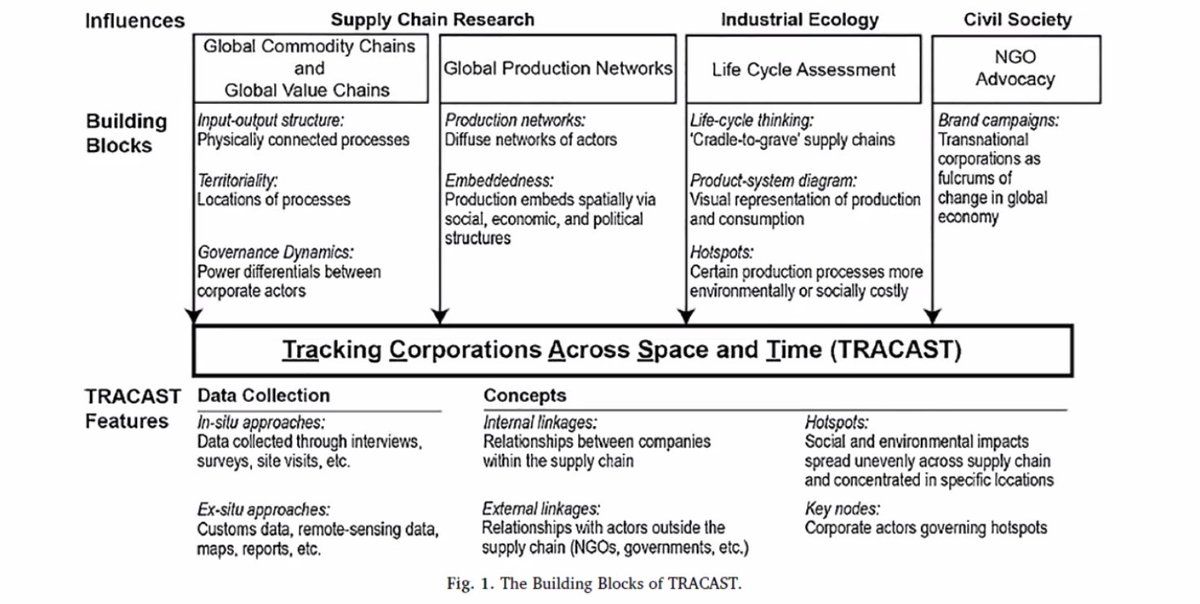 Influences
Supply Chain Research
Industrial Ecology
Civil Society
Global Commodity Chains
and
Global Value Chains
Global Production Networks
Life Cycle Assessment
NGO
Advocacy
Building
Blocks
Input-output structure:
Physically connected processes
Territoriality:
Locations of processes
Governance Dynamics:
Power differentials between
corporate actors
Production networks:
Diffuse networks of actors
Embeddedness:
Production embeds spatially via
social, economic, and political
structures
Life-cycle thinking:
'Cradle-to-grave' supply chains
Product-system diagram:
Visual representation of production
and consumption
Hotspots:
Certain production processes more
environmentally or socially costly
Brand campaigns:
Transnational
corporations as
fulcrums of
change in global
economy
Tracking Corporations Across Space and Time (TRACAST)
TRACAST
Features
Data Collection
In-situ approaches:
Data collected through interviews,
surveys, site visits, etc.
Ex-situ approaches:
Customs data, remote-sensing data,
maps, reports, etc.
Concepts
Internal linkages:
Relationships between companies
within the supply chain
External linkages:
Relationships with actors outside the
supply chain (NGOs, governments, etc.)
Hotspots:
Social and environmental impacts
spread unevenly across supply chain
and concentrated in specific locations
Key nodes:
Corporate actors governing hotspots
Fig. 1. The Building Blocks of TRACAST.